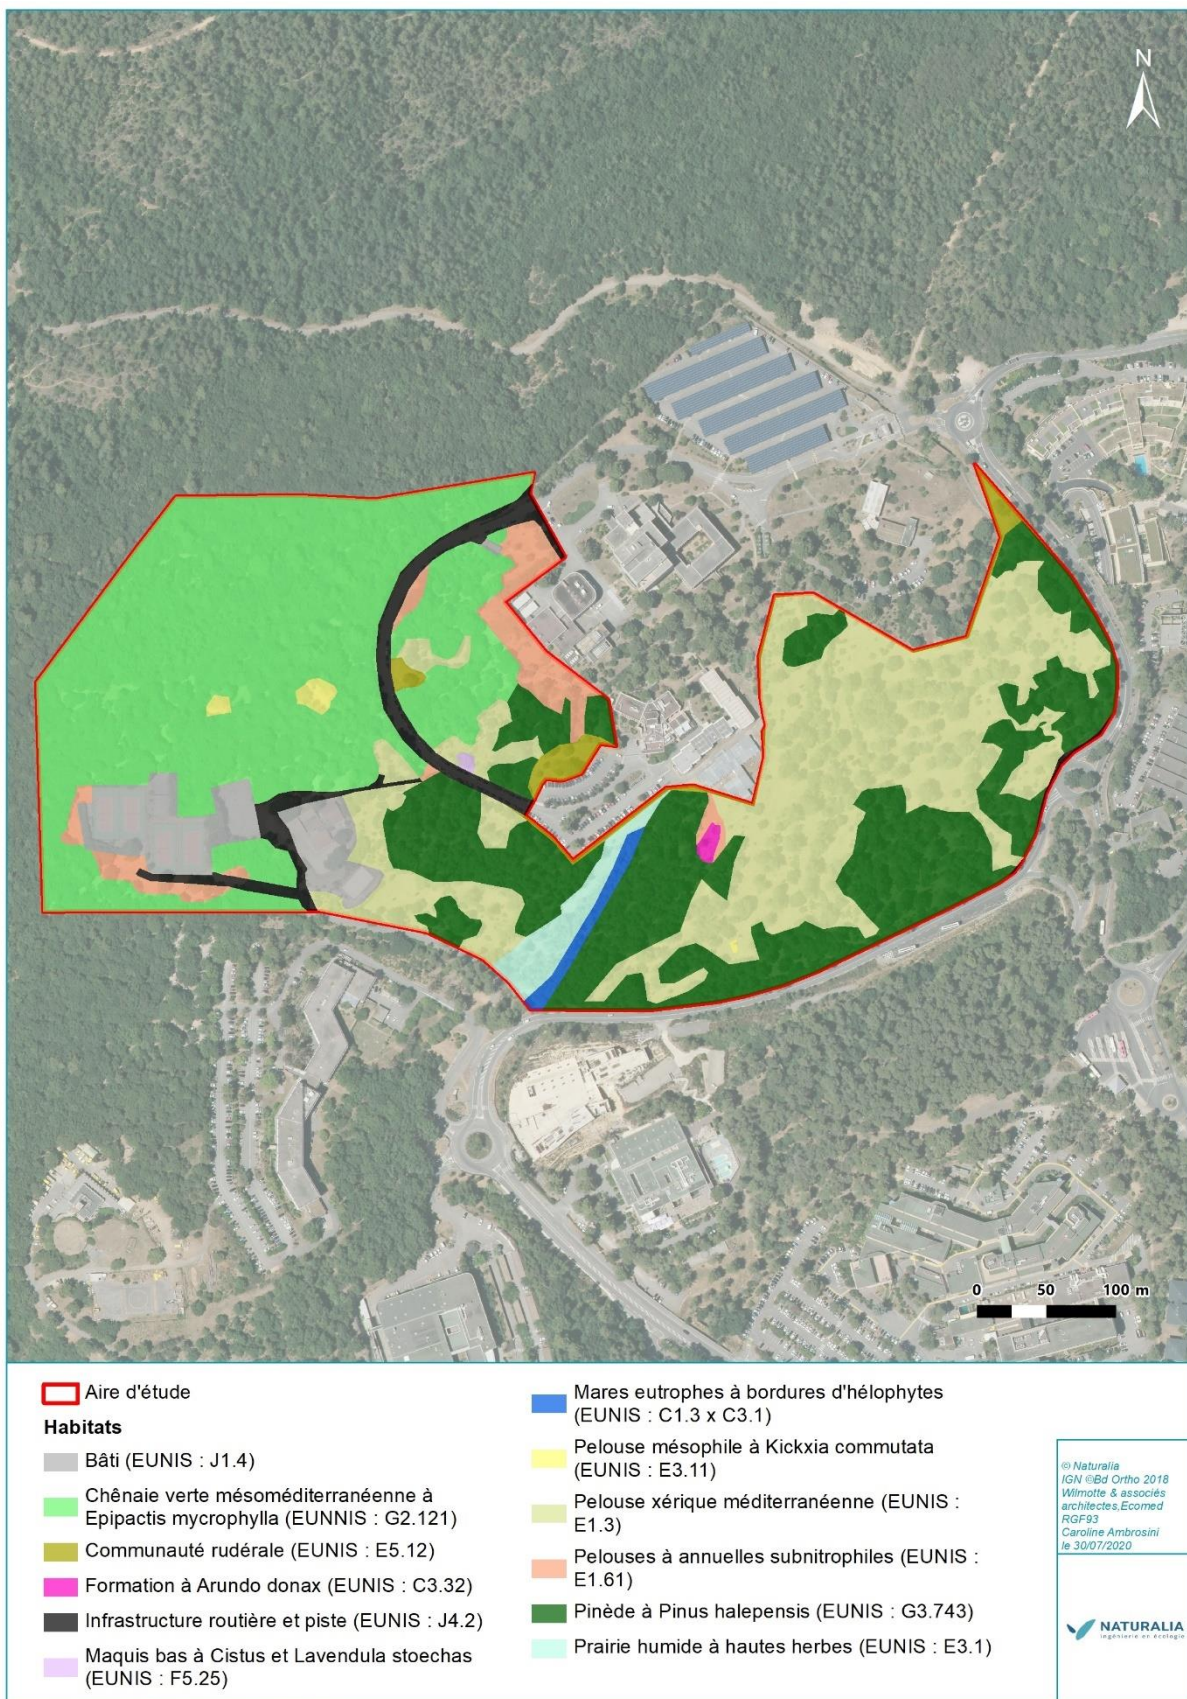 N
0 50 100 m
Aire d'étude
Habitats
Bâti (EUNIS : J1.4)
Chênaie verte mésoméditerranéenne à
Epipactis mycrophylla (EUNNIS : G2.121)
Communauté rudérale (EUNIS : E5.12)
Formation à Arundo donax (EUNIS : C3.32)
Infrastructure routière et piste (EUNIS : J4.2)
Maquis bas à Cistus et Lavendula stoechas
(EUNIS : F5.25)
Mares eutrophes à bordures d'hélophytes
(EUNIS : C1.3 x C3.1)
Pelouse mésophile à Kickxia commutata
(EUNIS : E3.11)
Pelouse xérique méditerranéenne (EUNIS :
E1.3)
Pelouses à annuelles subnitrophiles (EUNIS :
E1.61)
Pinède à Pinus halepensis (EUNIS : G3.743)
Prairie humide à hautes herbes (EUNIS : E3.1)
© Naturalia
IGN ©Bd Ortho 2018
Wilmotte & associés
architectes,Ecomed
RGF93
Caroline Ambrosini
le 30/07/2020
NATURALIA
Ingénierie en écologie